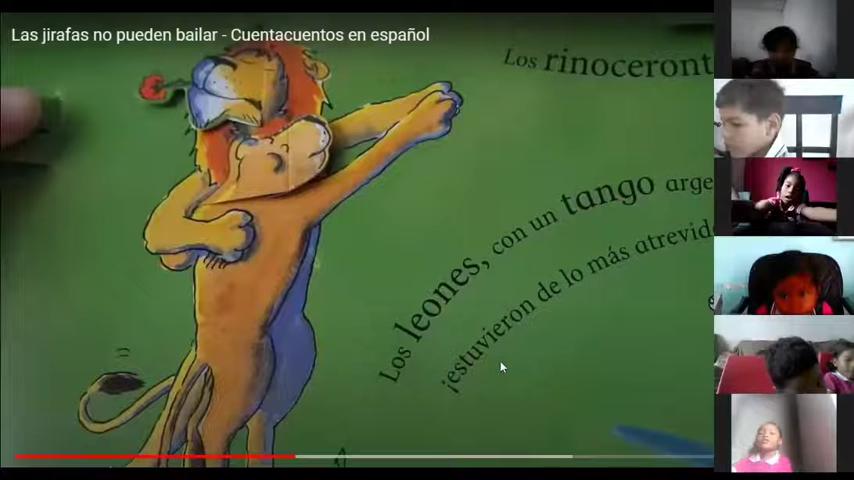 Las jirafas no pueden bailar - Cuentacuentos en español
Los rinoceront
Los leones, con un tango arge
¡estuvieron de lo más atrevid